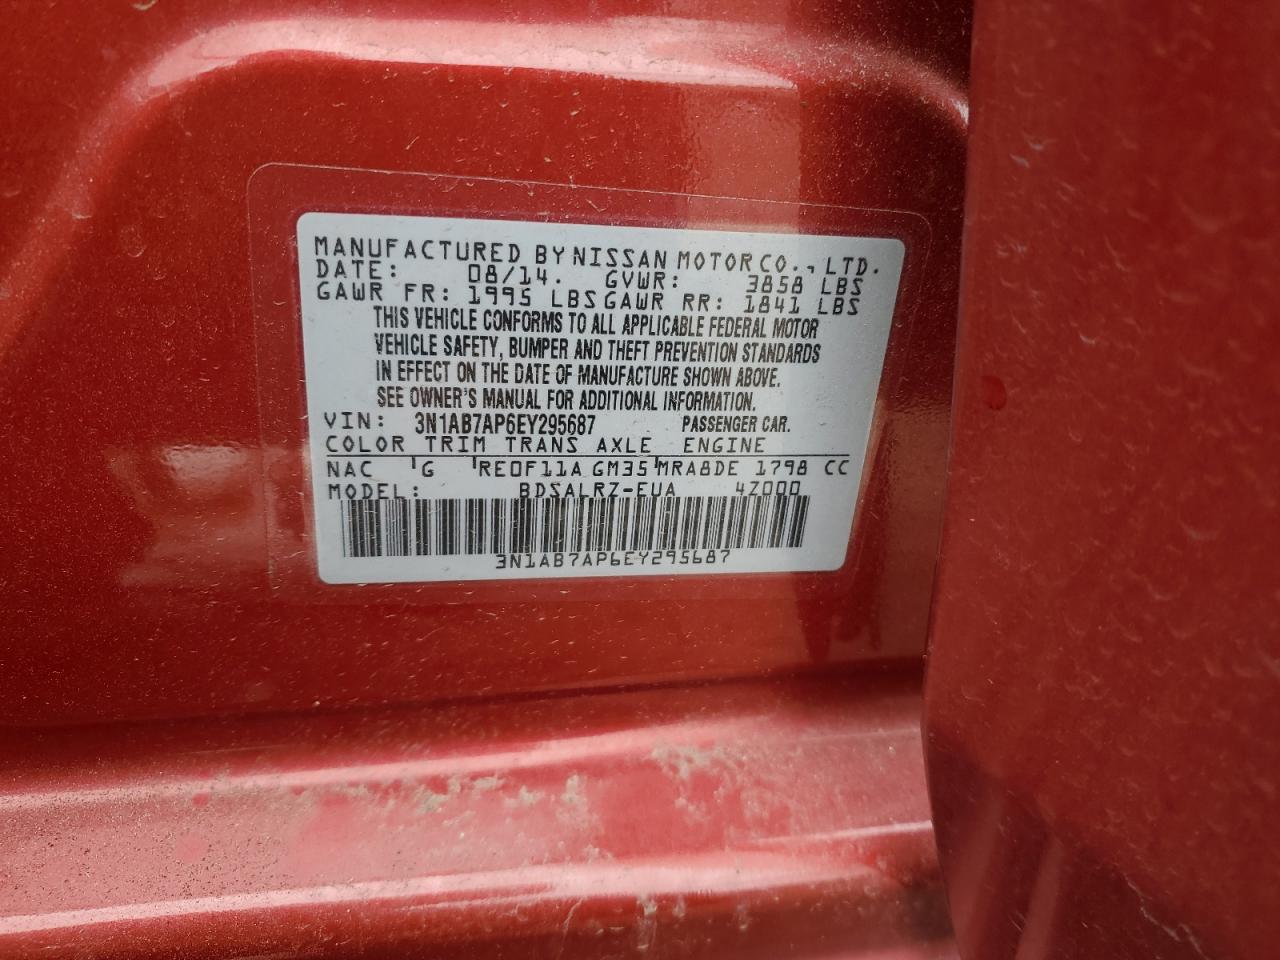 MANUFACTURED BY NISSAN MOTOR CO., LTD.
DATE: 08/14. GVWR: 3858 LBS
GAWR FR: 1995 LBS GAWR RR: 1841 LBS
THIS VEHICLE CONFORMS TO ALL APPLICABLE FEDERAL MOTOR
VEHICLE SAFETY, BUMPER AND THEFT PREVENTION STANDARDS
IN EFFECT ON THE DATE OF MANUFACTURE SHOWN ABOVE.
SEE OWNER'S MANUAL FOR ADDITIONAL INFORMATION.
VIN: 3N1AB7AP6EY295687 PASSENGER CAR.
COLOR TRIM TRANS AXLE ENGINE
NAC G RE0F11A GM35 MRA8DE 1798 CC
MODEL: BDSALRZ-EUA 4Z000
3N1AB7AP6EY295687